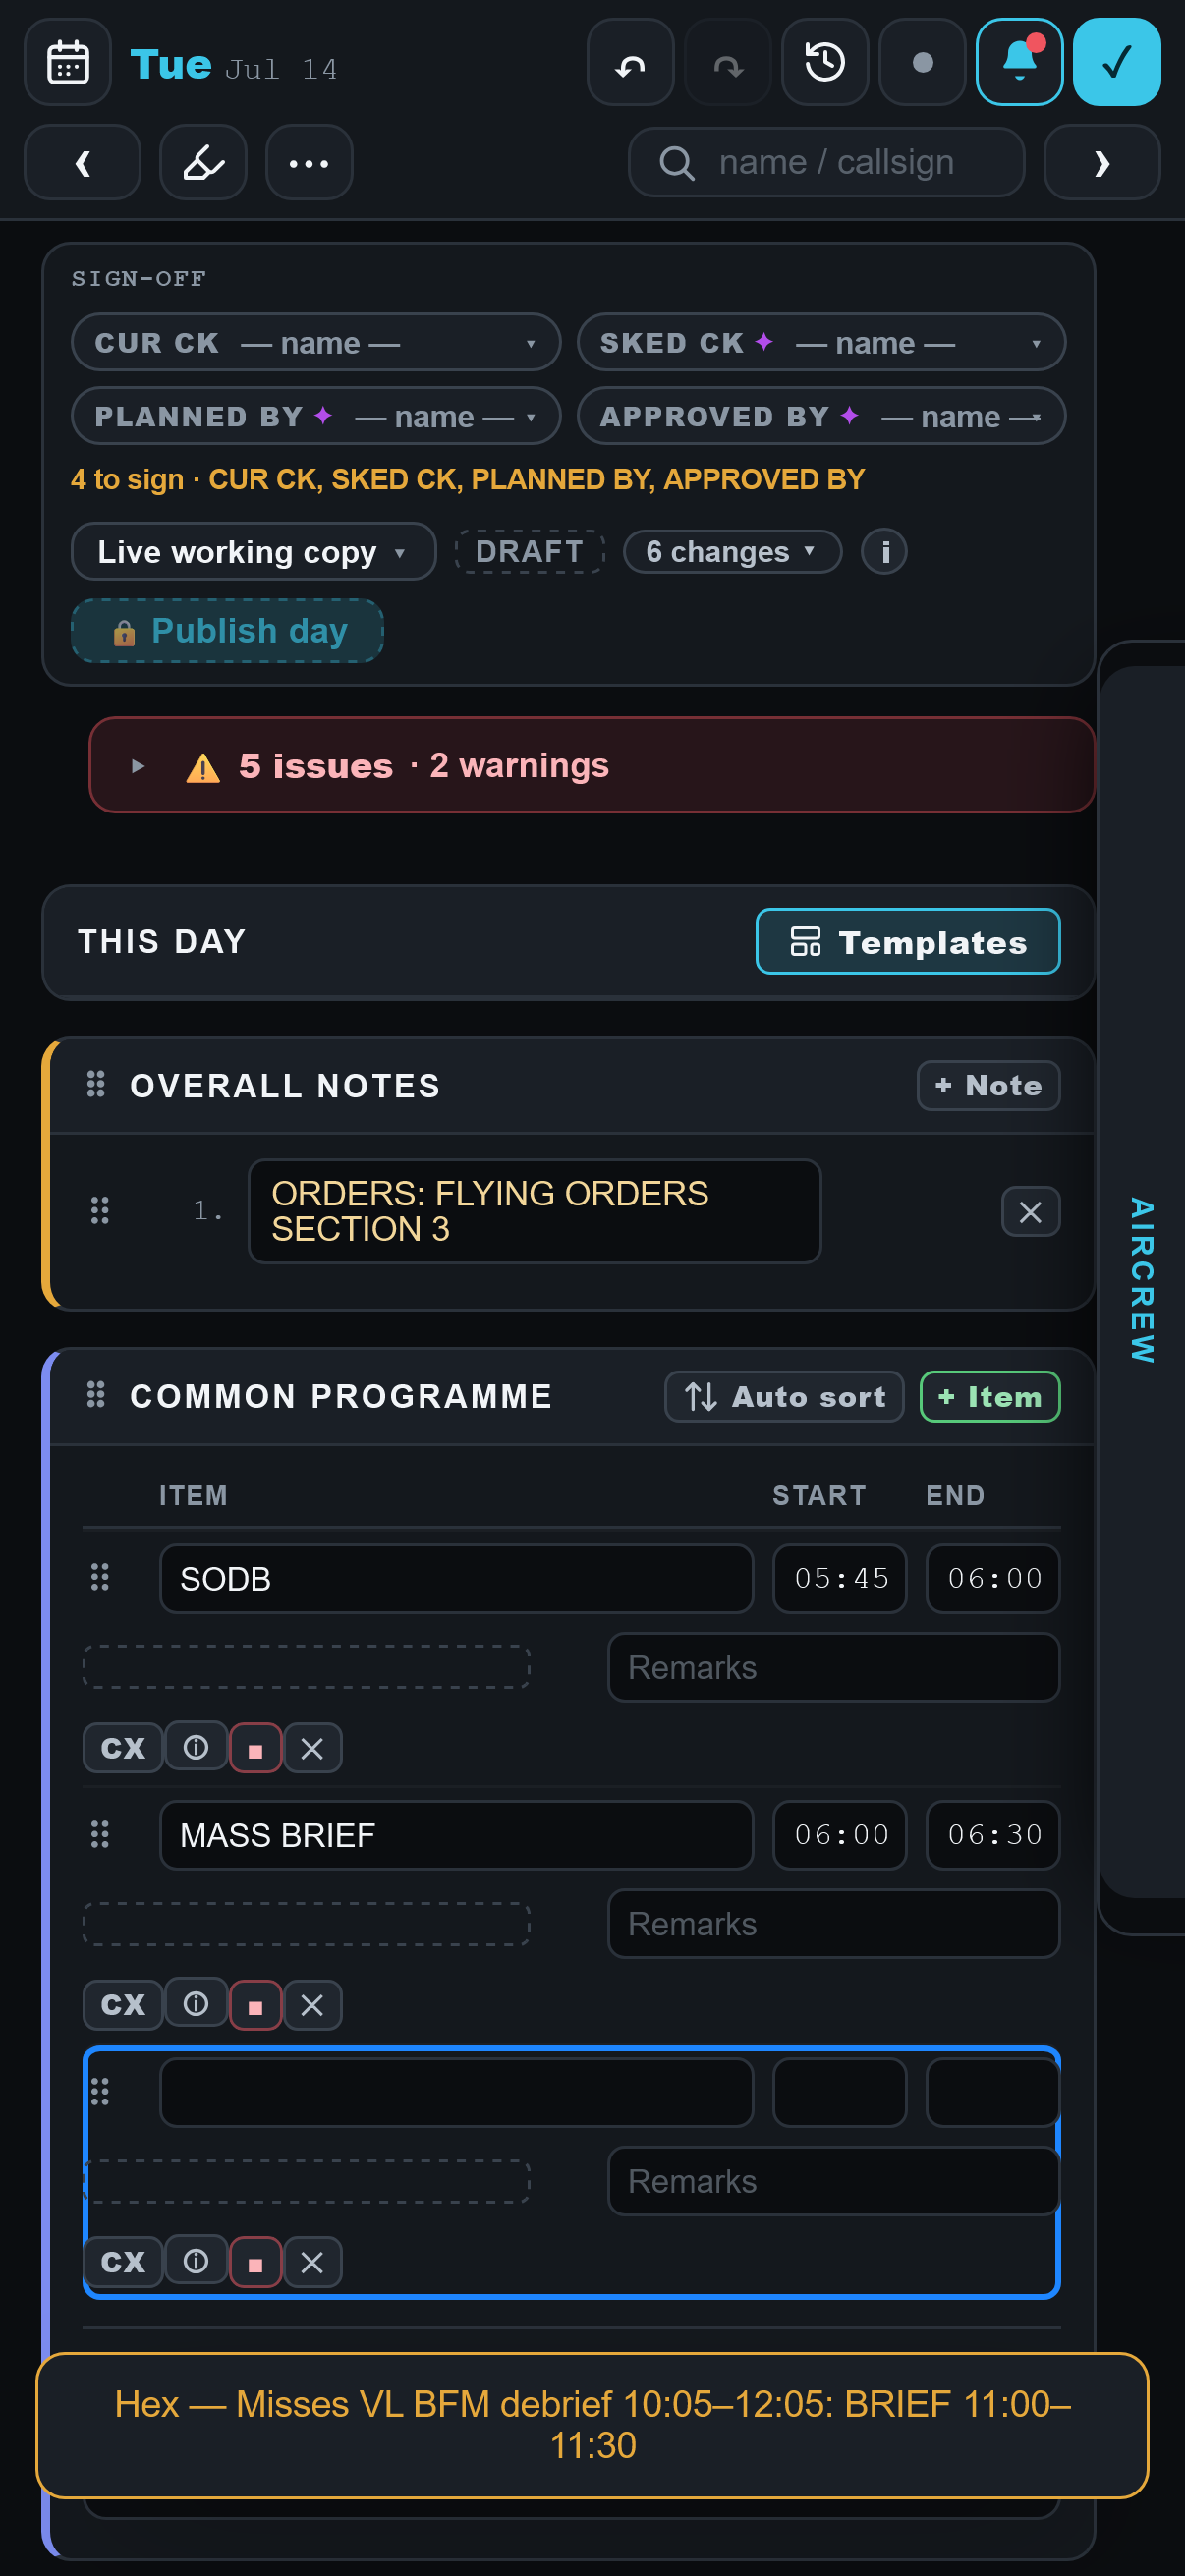 Tue Jul 14
name / callsign
SIGN-OFF
CUR CK — name —
SKED CK — name —
PLANNED BY — name —
APPROVED BY — name —
4 to sign · CUR CK, SKED CK, PLANNED BY, APPROVED BY
Live working copy DRAFT 6 changes i
Publish day
5 issues · 2 warnings
THIS DAY Templates
OVERALL NOTES + Note
1. ORDERS: FLYING ORDERS
SECTION 3
AIRCREW
COMMON PROGRAMME Auto sort + Item
ITEM START END
SODB 05:45 06:00
Remarks
CX
MASS BRIEF 06:00 06:30
Remarks
CX
Remarks
CX
Hex — Misses VL BFM debrief 10:05–12:05: BRIEF 11:00–
11:30